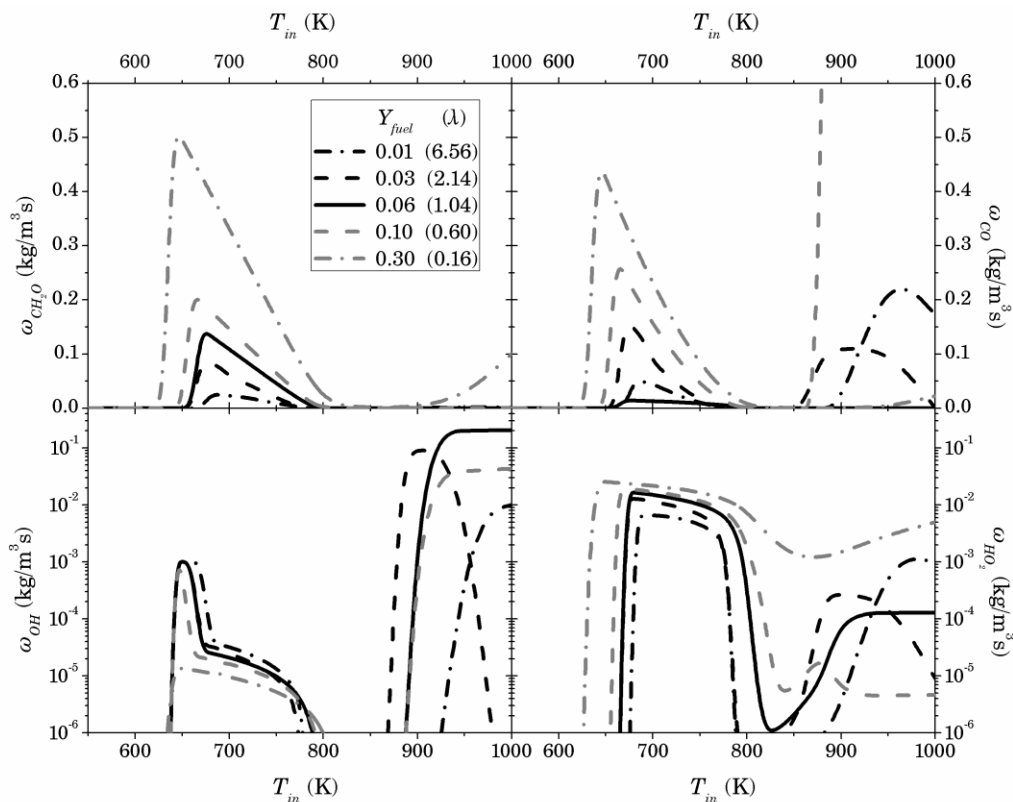 T_in (K)
T_in (K)
600 700 800 900 1000
600 700 800 900 1000
0.6
0.5
0.4
0.3
0.2
0.1
0.0
ω_CH₂O (kg/m³s)
Y_fuel (λ)
0.01 (6.56)
0.03 (2.14)
0.06 (1.04)
0.10 (0.60)
0.30 (0.16)
0.6
0.5
0.4
0.3
0.2
0.1
0.0
ω_CO (kg/m³s)
10⁻¹
10⁻²
10⁻³
10⁻⁴
10⁻⁵
10⁻⁶
ω_OH (kg/m³s)
10⁻¹
10⁻²
10⁻³
10⁻⁴
10⁻⁵
10⁻⁶
ω_HO₂ (kg/m³s)
600 700 800 900 1000
600 700 800 900 1000
T_in (K)
T_in (K)